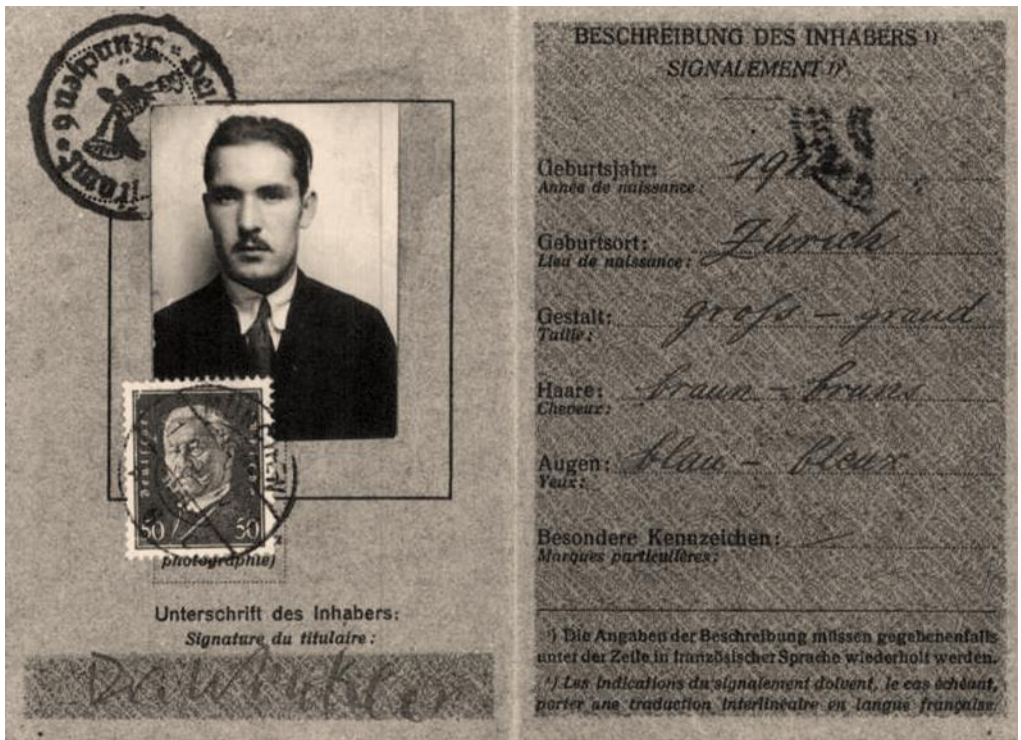 München
50 50
photographie)
Unterschrift des Inhabers:
Signature du titulaire:
Dr. Winkler
BESCHREIBUNG DES INHABERS ¹)
SIGNALEMENT ¹)
Geburtsjahr:
Année de naissance:
Geburtsort: Zürich
Lieu de naissance:
Gestalt: groß – grand
Taille:
Haare: braun – bruns
Cheveux:
Augen: blau – bleux
Yeux:
Besondere Kennzeichen: –
Marques particulières:
¹) Die Angaben der Beschreibung müssen gegebenenfalls
unter der Zeile in französischer Sprache wiederholt werden.
¹) Les indications du signalement doivent, le cas échéant,
porter une traduction interlinéaire en langue française.